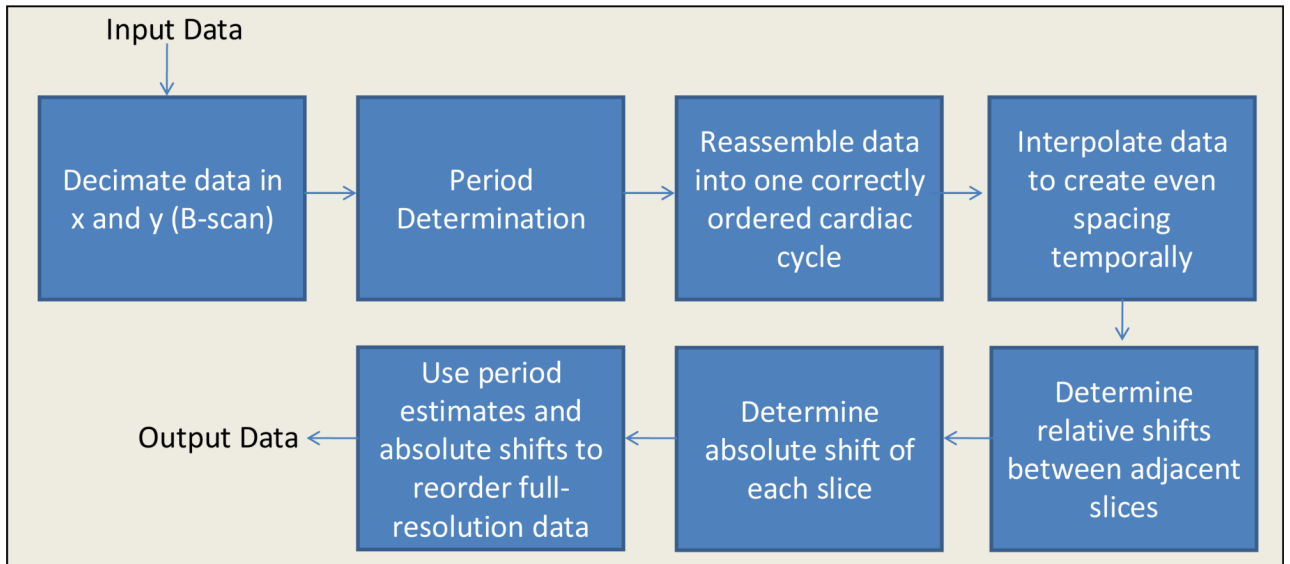 Input Data
Decimate data in
x and y (B-scan)
Period
Determination
Reassemble data
into one correctly
ordered cardiac
cycle
Interpolate data
to create even
spacing
temporally
Determine
relative shifts
between adjacent
slices
Determine
absolute shift of
each slice
Use period
estimates and
absolute shifts to
reorder full-
resolution data
Output Data